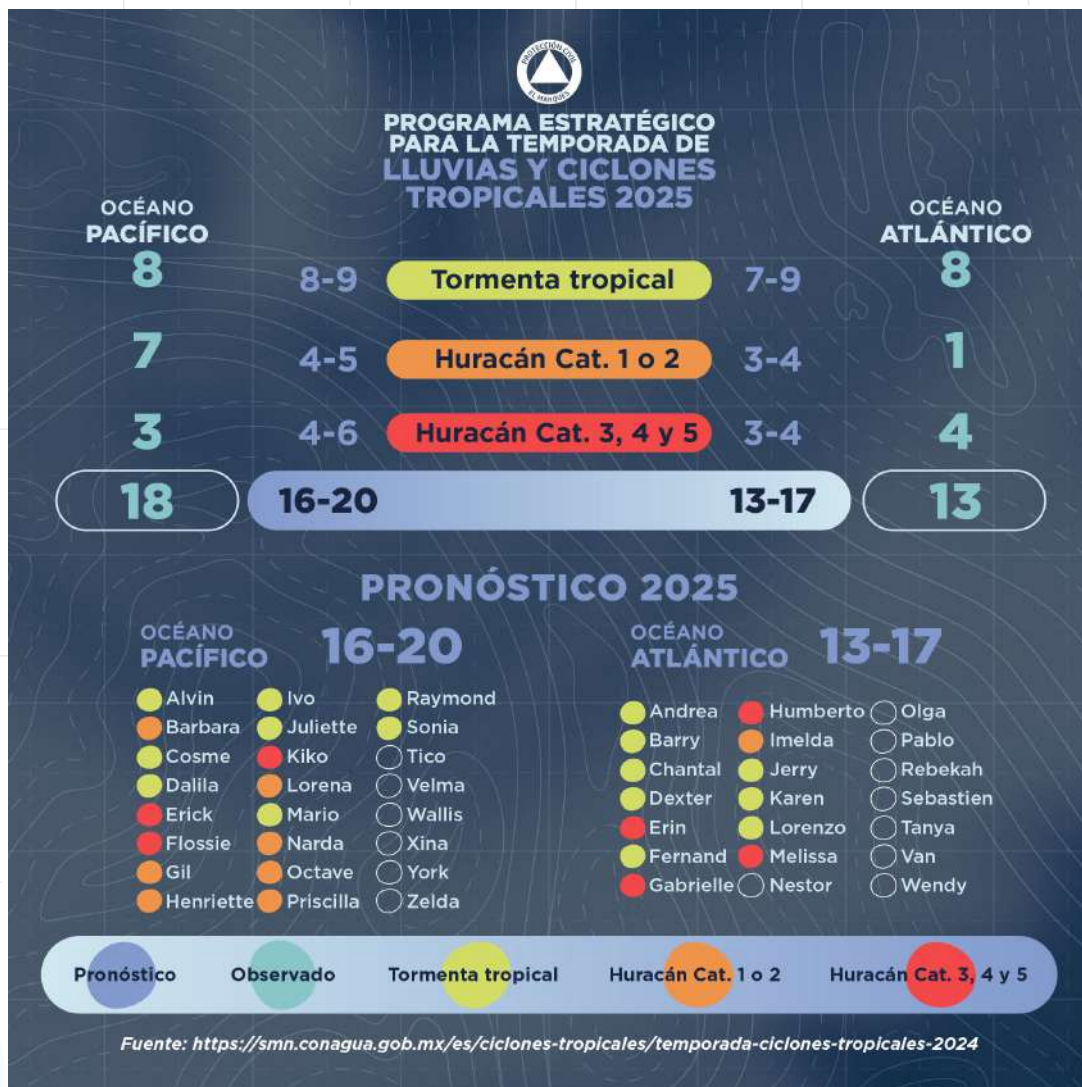 PROTECCIÓN CIVIL
EL MARQUÉS
PROGRAMA ESTRATÉGICO
PARA LA TEMPORADA DE
LLUVIAS Y CICLONES
TROPICALES 2025
OCÉANO
PACÍFICO
OCÉANO
ATLÁNTICO
8 8-9 Tormenta tropical 7-9 8
7 4-5 Huracán Cat. 1 o 2 3-4 1
3 4-6 Huracán Cat. 3, 4 y 5 3-4 4
18 16-20 13-17 13
PRONÓSTICO 2025
OCÉANO
PACÍFICO
16-20
Alvin Ivo Raymond
Barbara Juliette Sonia
Cosme Kiko Tico
Dalila Lorena Velma
Erick Mario Wallis
Flossie Narda Xina
Gil Octave York
Henriette Priscilla Zelda
OCÉANO
ATLÁNTICO
13-17
Andrea Humberto Olga
Barry Imelda Pablo
Chantal Jerry Rebekah
Dexter Karen Sebastien
Erin Lorenzo Tanya
Fernand Melissa Van
Gabrielle Nestor Wendy
Pronóstico Observado Tormenta tropical Huracán Cat. 1 o 2 Huracán Cat. 3, 4 y 5
Fuente: https://smn.conagua.gob.mx/es/ciclones-tropicales/temporada-ciclones-tropicales-2024